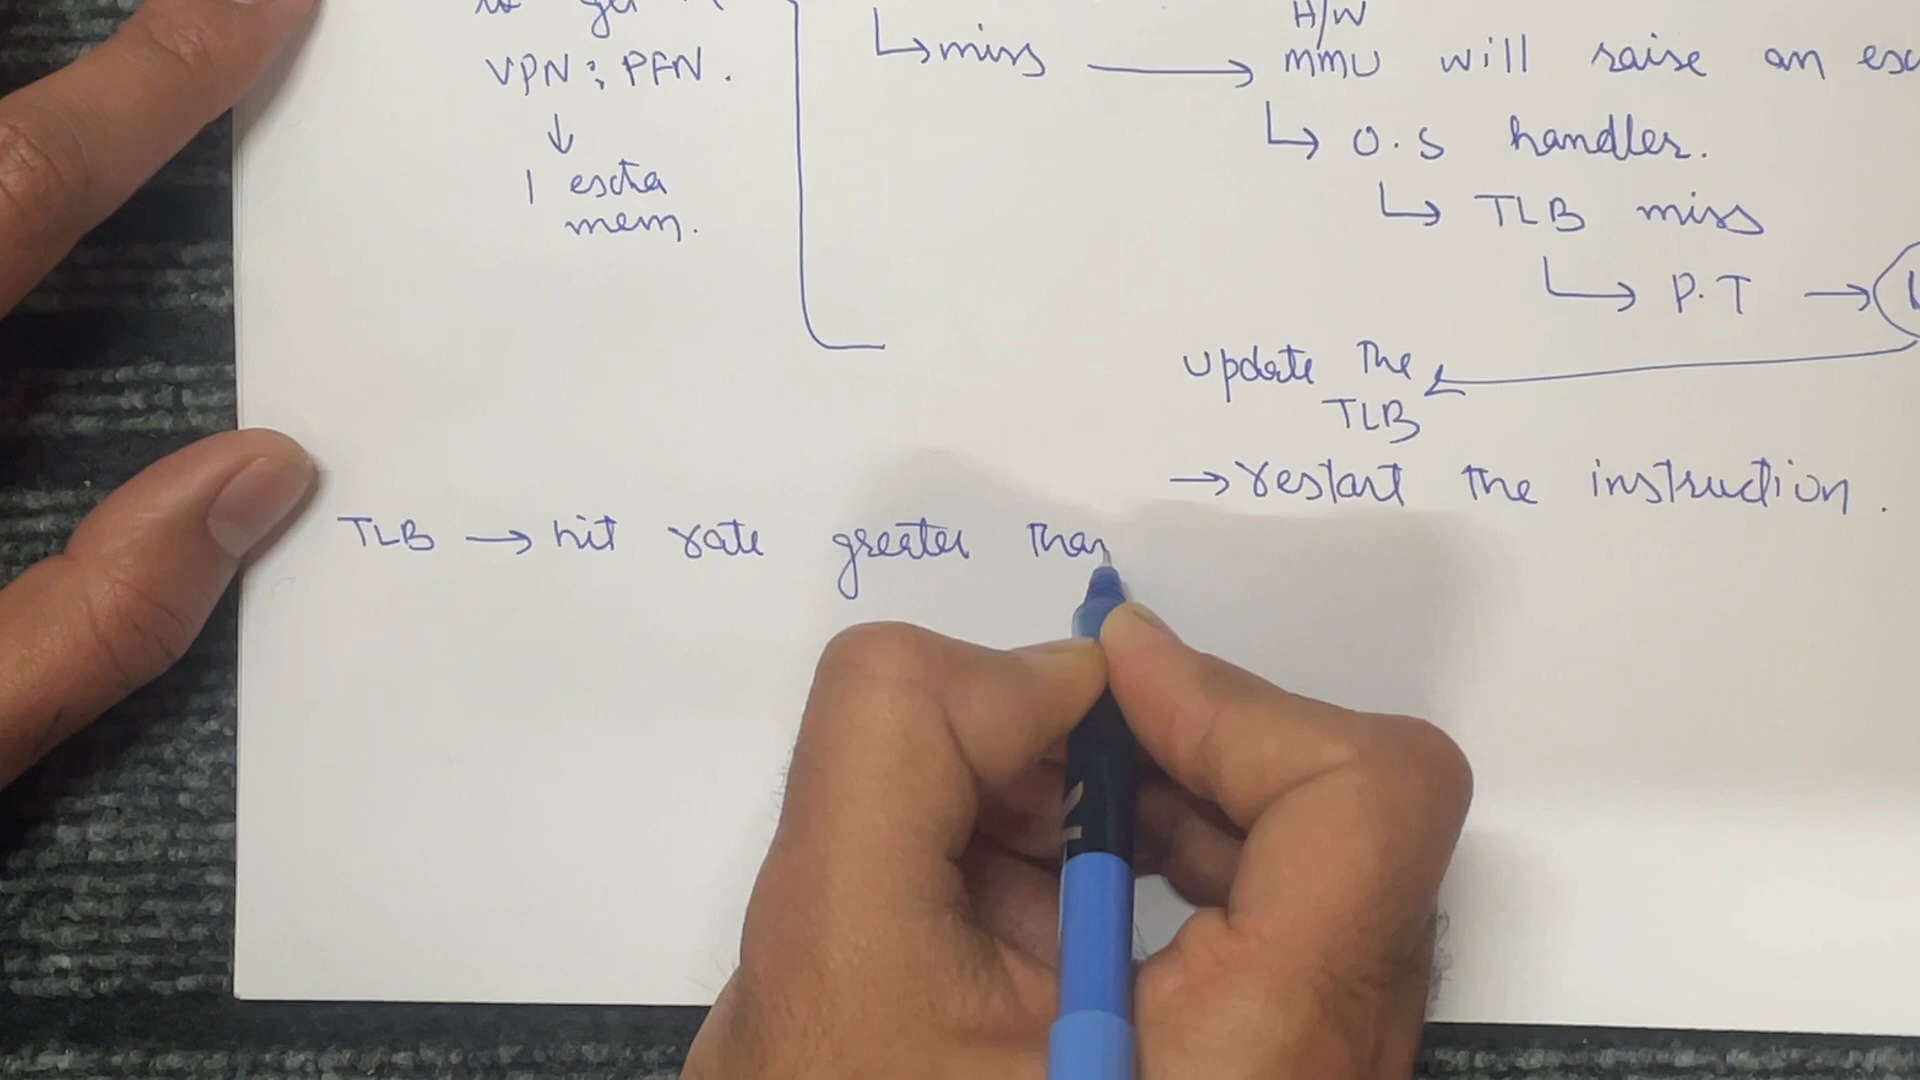 VPN : PFN.
↓
1 extra
mem.
H/W
↳ miss → MMU will raise an
↳ O.S handler.
↳ TLB miss
↳ P.T →
update the
TLB
→ restart the instruction.
TLB → hit rate greater than